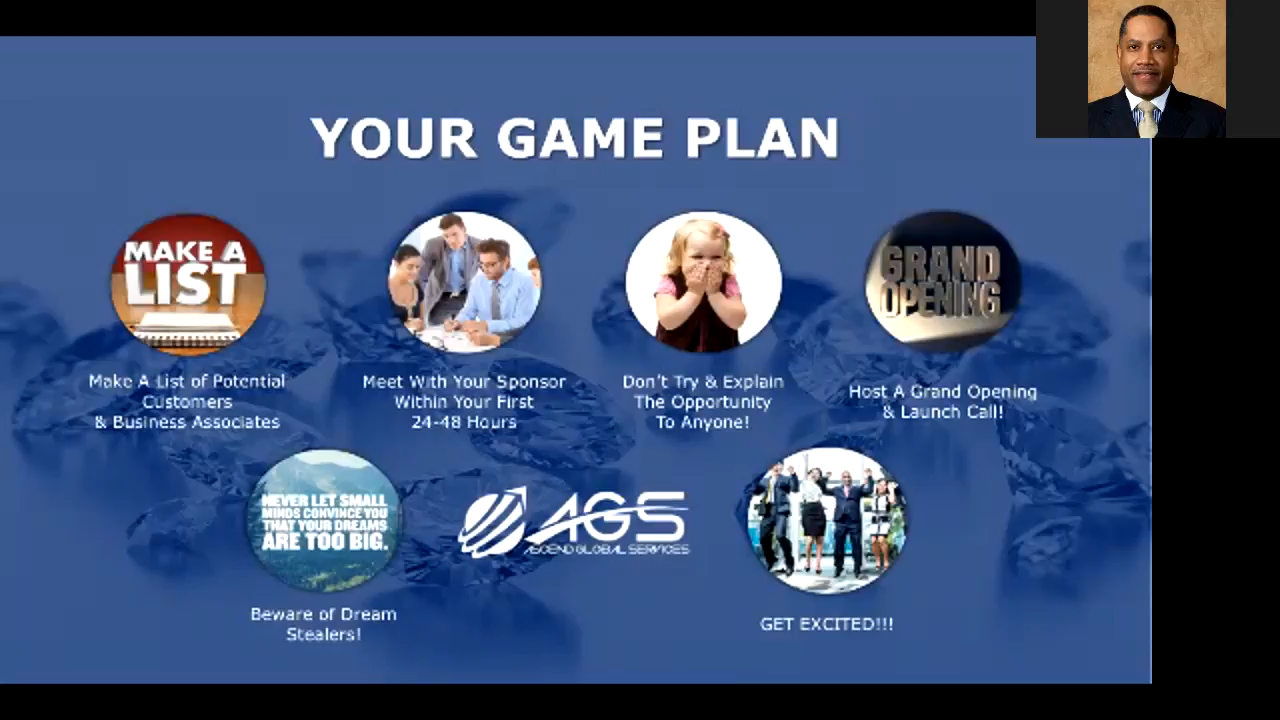 YOUR GAME PLAN
MAKE A
LIST
GRAND
OPENING
Make A List of Potential
Customers
& Business Associates
Meet With Your Sponsor
Within Your First
24-48 Hours
Don't Try & Explain
The Opportunity
To Anyone!
Host A Grand Opening
& Launch Call!
NEVER LET SMALL
MINDS CONVINCE YOU
THAT YOUR DREAMS
ARE TOO BIG.
AGS
ASCEND GLOBAL SERVICES
Beware of Dream
Stealers!
GET EXCITED!!!